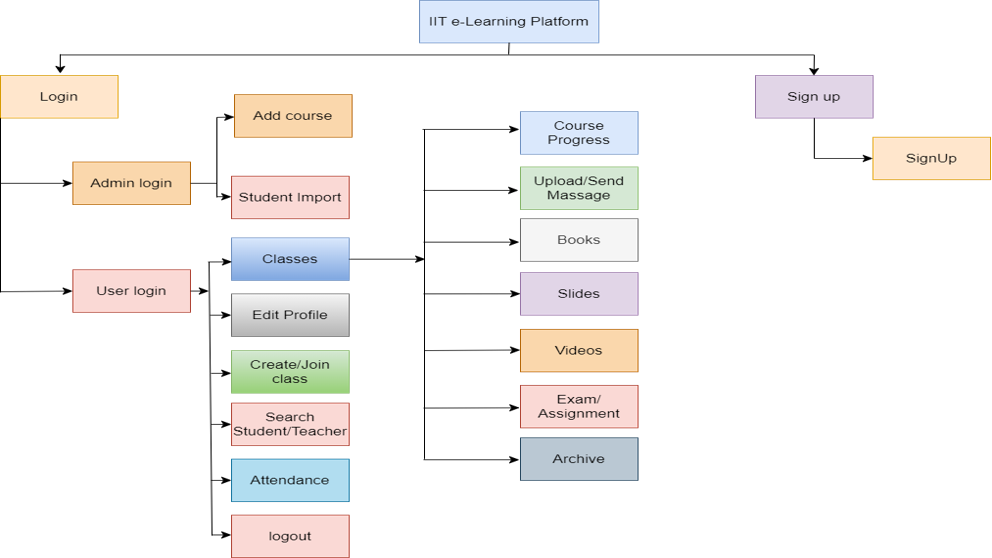 IIT e-Learning Platform
Login
Sign up
Add course
Course
Progress
SignUp
Admin login
Upload/Send
Massage
Student Import
Books
Classes
User login
Slides
Edit Profile
Videos
Create/Join
class
Exam/
Assignment
Search
Student/Teacher
Archive
Attendance
logout